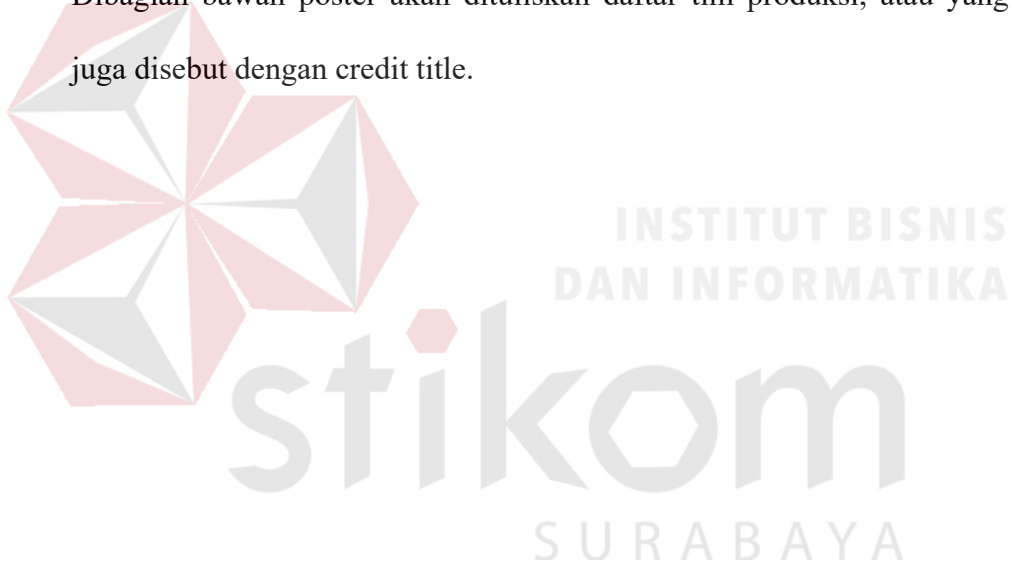 Dibagian bawah poster akan dituliskan daftar tim produksi, atau yang
juga disebut dengan credit title.
INSTITUT BISNIS
DAN INFORMATIKA
stikom
SURABAYA